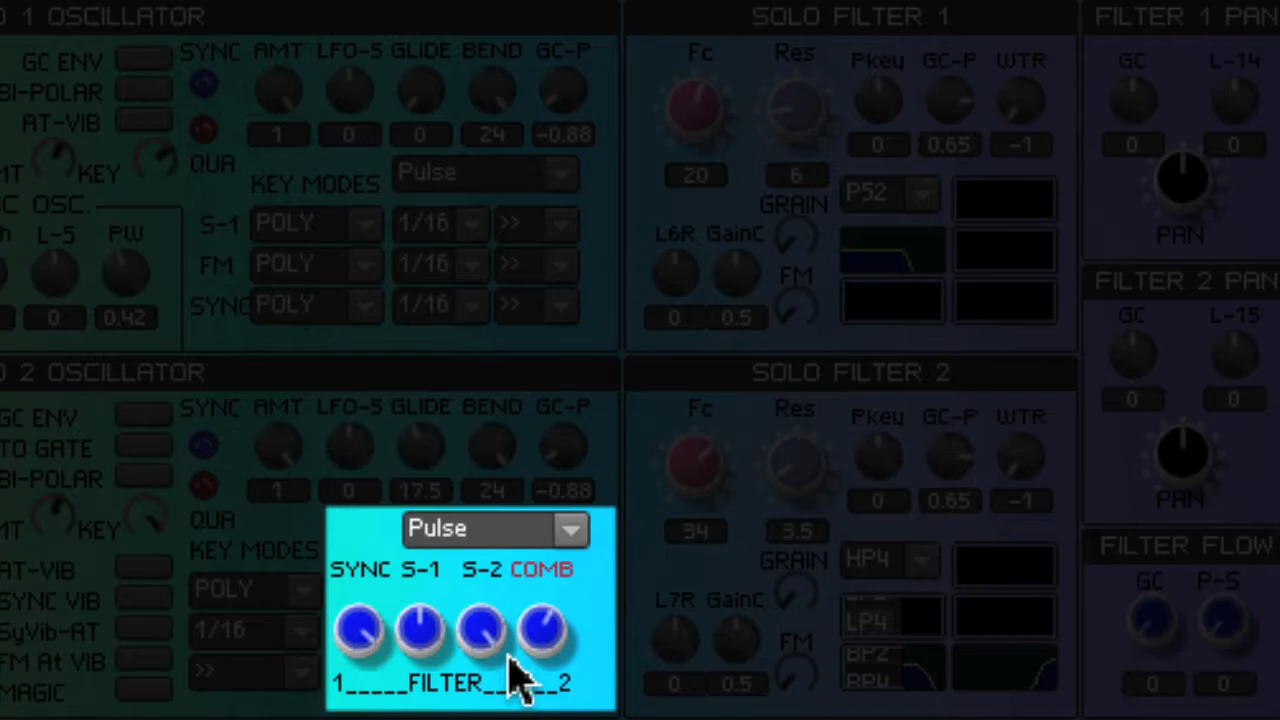 O 1 OSCILLATOR
SOLO FILTER 1
FILTER 1 PAN
GC ENV
SYNC AMT LFO-5 GLIDE BEND GC-P
Fc Res Pkey GC-P WTR
GC L-14
BI-POLAR
AT-VIB
1 0 0 24 -0.88
0 0.65 -1
0 0
MT KEY QUA
KEY MODES Pulse
20 6
P52
GRAIN
C OSC.
S-1 POLY 1/16 >>
L-5 PW
L6R GainC
PAN
FM POLY 1/16 >>
FM
FILTER 2 PAN
0 0.42
SYNC POLY 1/16 >>
0 0.5
GC L-15
O 2 OSCILLATOR
SOLO FILTER 2
0 0
GC ENV
SYNC AMT LFO-5 GLIDE BEND GC-P
Fc Res Pkey GC-P WTR
TO GATE
BI-POLAR
1 0 17.5 24 -0.88
0 0.65 -1
PAN
MT KEY QUA
Pulse
34 3.5
KEY MODES
GRAIN
HP4
FILTER FLOW
AT-VIB
SYNC S-1 S-2 COMB
GC P-S
SYNC VIB
POLY
L7R GainC
LP4
SyVib-AT
1/16
FM
FM At VIB
>>
BP2
BP4
MAGIC
1_____FILTER_____2
0 0.5
0 0